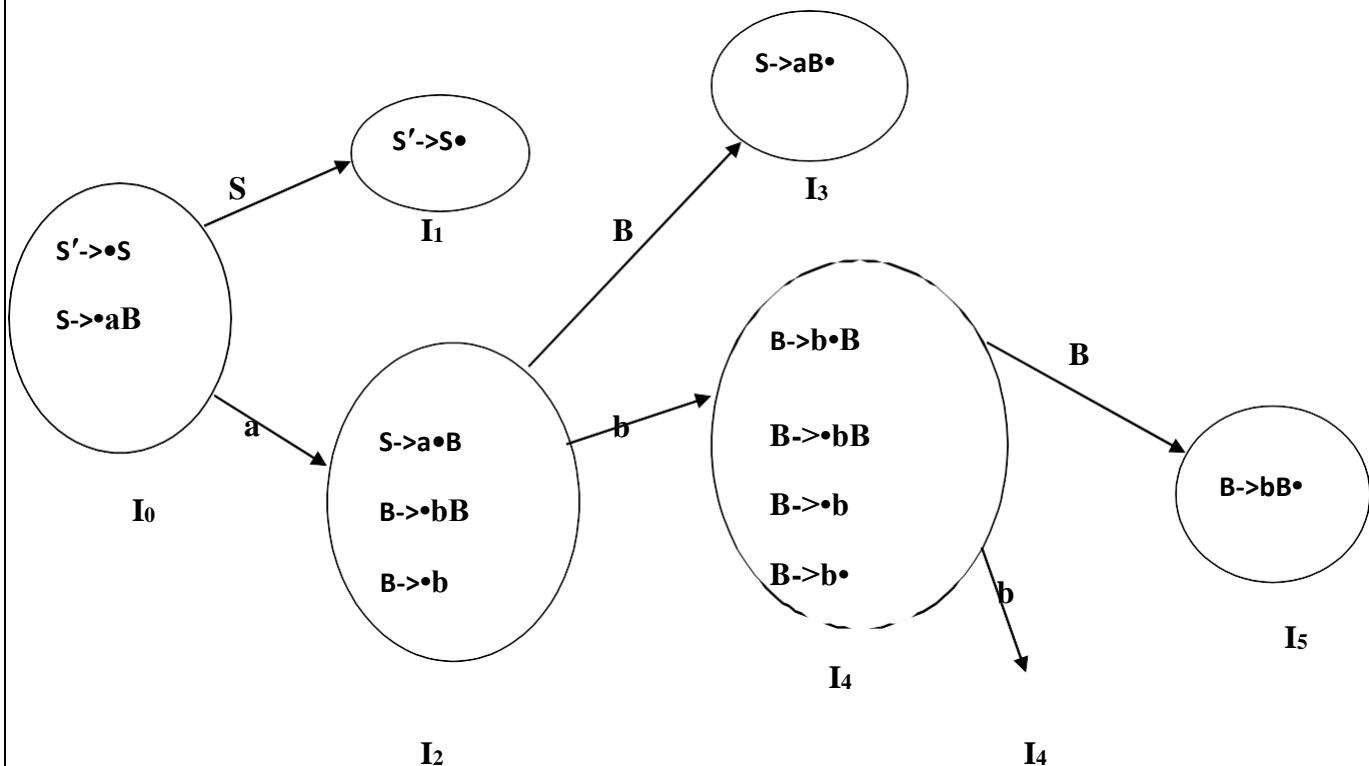 S->aB•
I3
S′->S•
I1
S
B
S′->•S
S->•aB
I0
a
S->a•B
B->•bB
B->•b
I2
b
B->b•B
B->•bB
B->•b
B->b•
I4
B
b
I4
B->bB•
I5